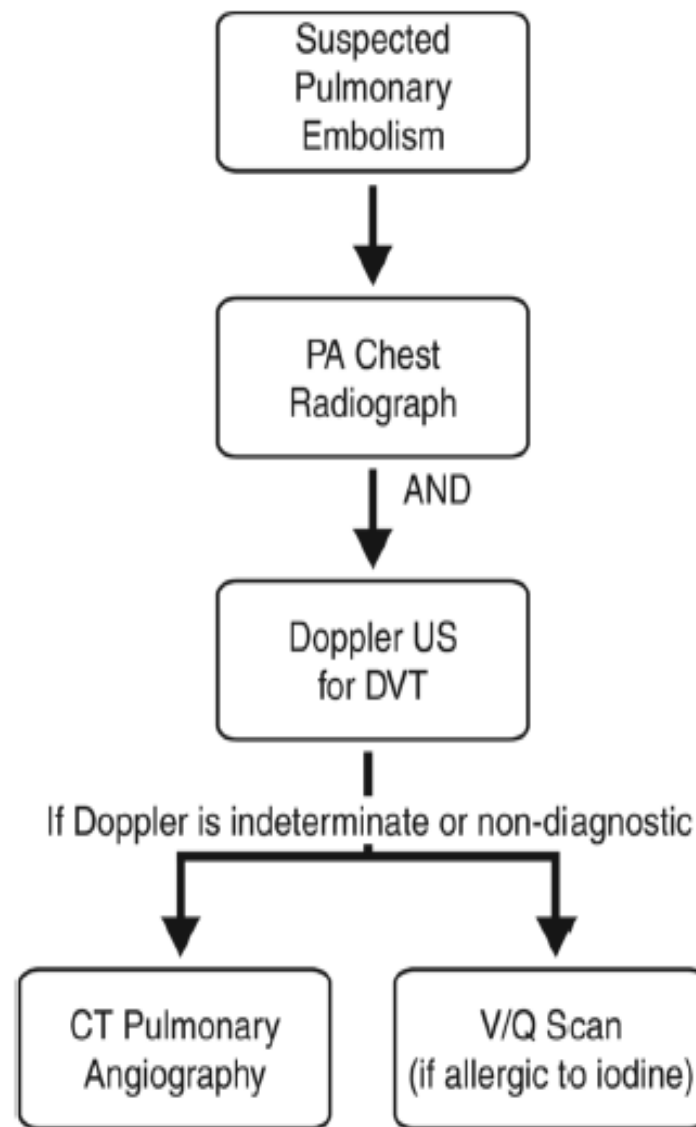 Suspected
Pulmonary
Embolism
PA Chest
Radiograph
AND
Doppler US
for DVT
If Doppler is indeterminate or non-diagnostic
CT Pulmonary
Angiography
V/Q Scan
(if allergic to iodine)